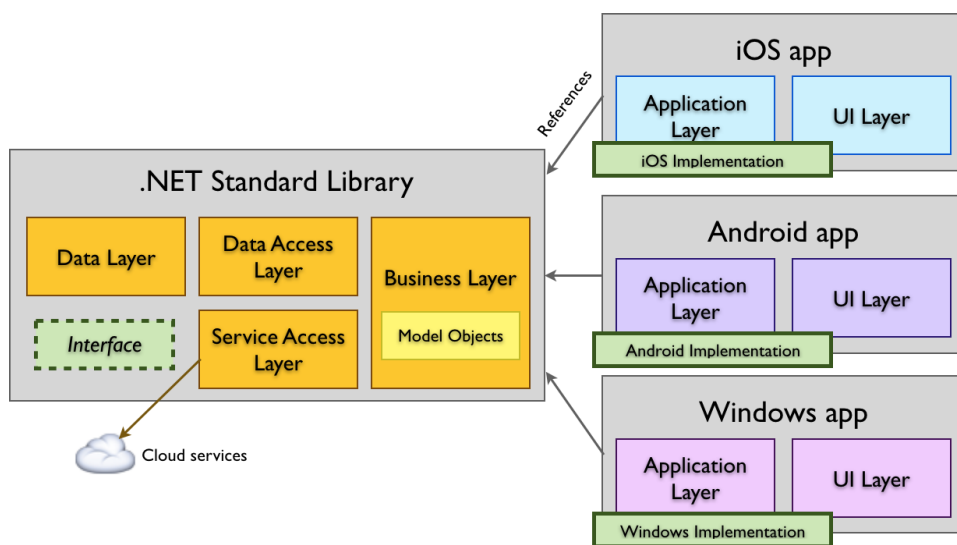 iOS app
References
Application
Layer
UI Layer
iOS Implementation
.NET Standard Library
Data Layer
Data Access
Layer
Business Layer
Model Objects
Interface
Service Access
Layer
Cloud services
Android app
Application
Layer
UI Layer
Android Implementation
Windows app
Application
Layer
UI Layer
Windows Implementation